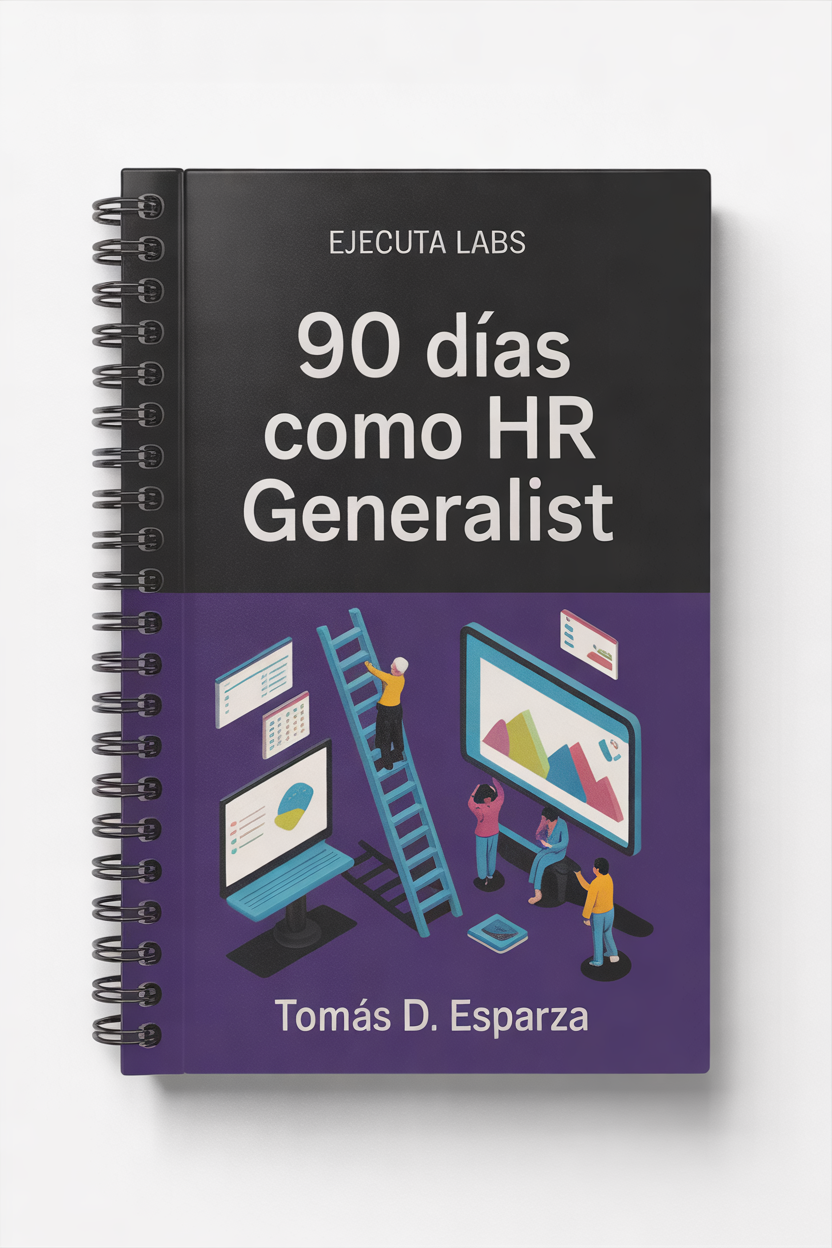 EJECUTA LABS
90 días
como HR
Generalist
Tomás D. Esparza